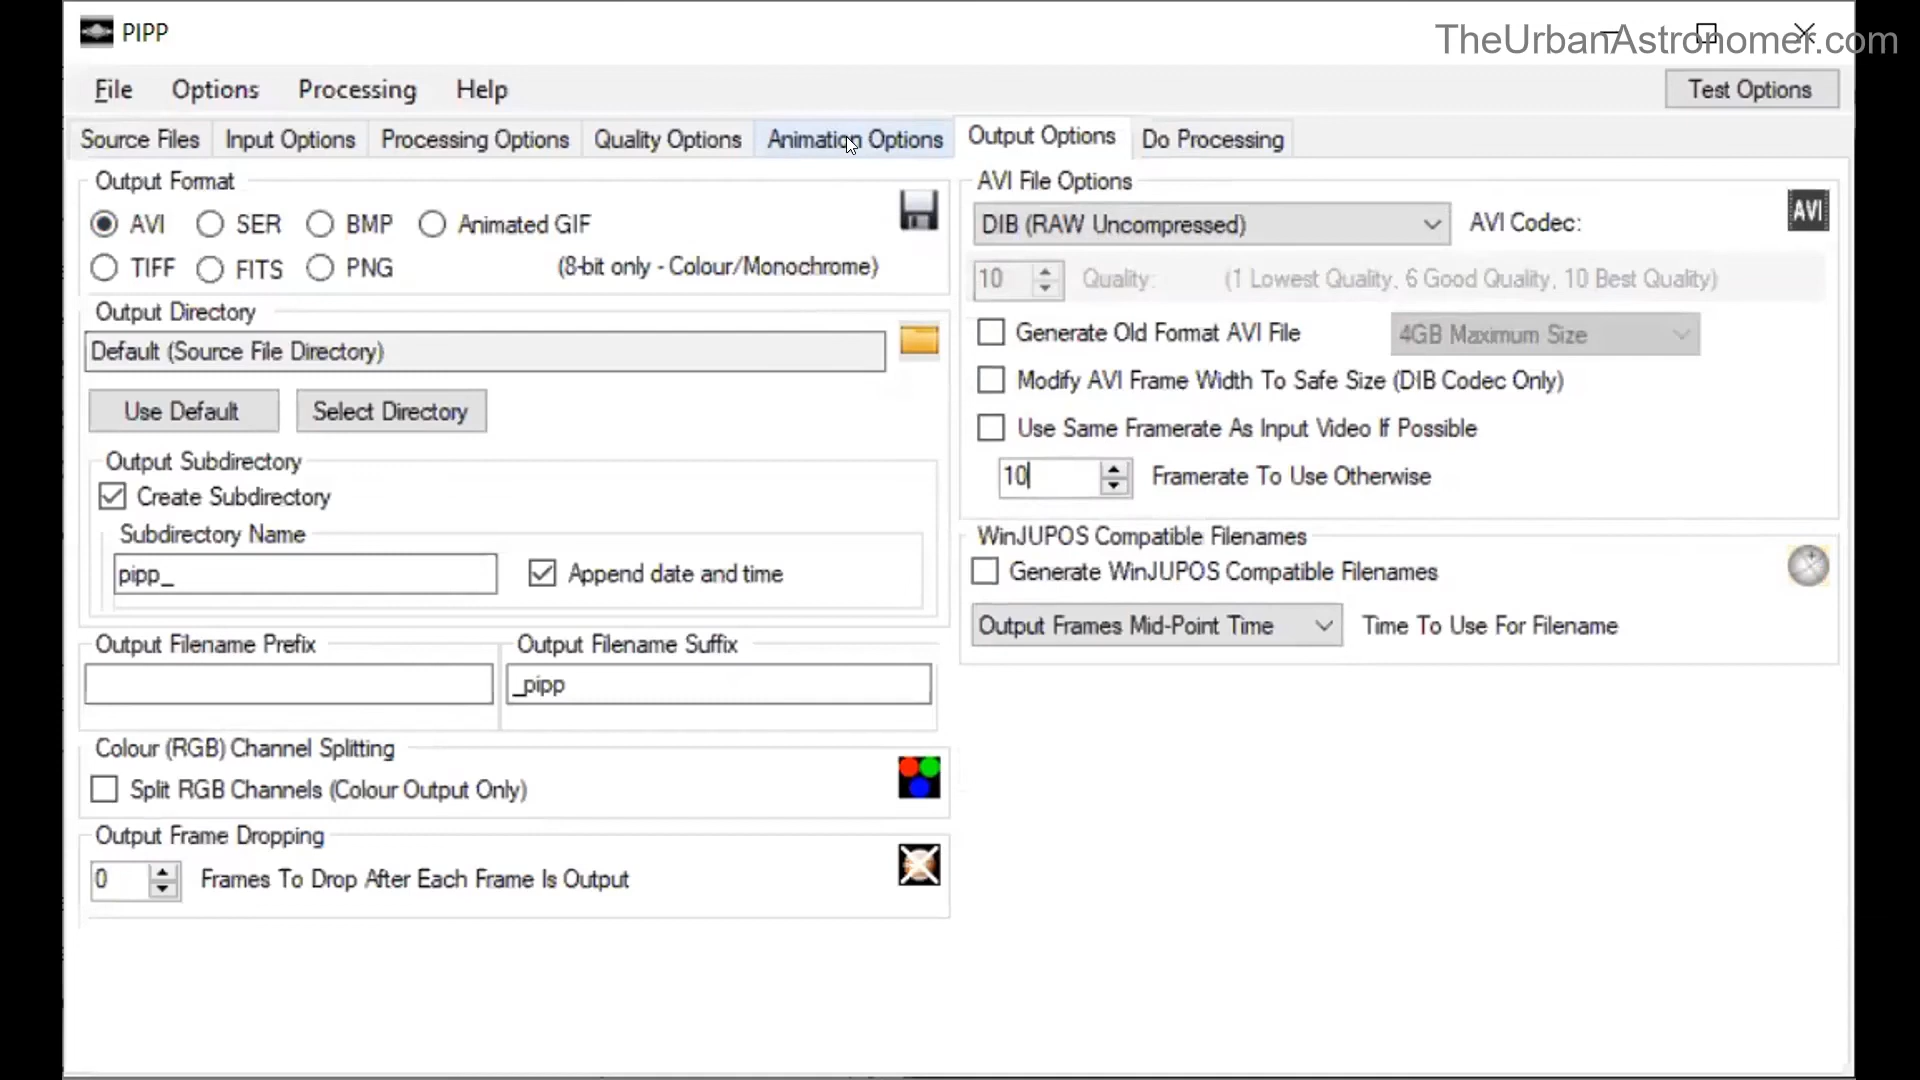 PIPP
TheUrbanAstronomer.com
File Options Processing Help
Test Options
Source Files Input Options Processing Options Quality Options Animation Options Output Options Do Processing
Output Format
AVI SER BMP Animated GIF
TIFF FITS PNG (8-bit only - Colour/Monochrome)
Output Directory
Default (Source File Directory)
Use Default Select Directory
Output Subdirectory
Create Subdirectory
Subdirectory Name
pipp_ Append date and time
Output Filename Prefix Output Filename Suffix
_pipp
Colour (RGB) Channel Splitting
Split RGB Channels (Colour Output Only)
Output Frame Dropping
0 Frames To Drop After Each Frame Is Output
AVI File Options
DIB (RAW Uncompressed) AVI Codec:
AVI
10 Quality: (1 Lowest Quality, 6 Good Quality, 10 Best Quality)
Generate Old Format AVI File 4GB Maximum Size
Modify AVI Frame Width To Safe Size (DIB Codec Only)
Use Same Framerate As Input Video If Possible
10 Framerate To Use Otherwise
WinJUPOS Compatible Filenames
Generate WinJUPOS Compatible Filenames
Output Frames Mid-Point Time Time To Use For Filename